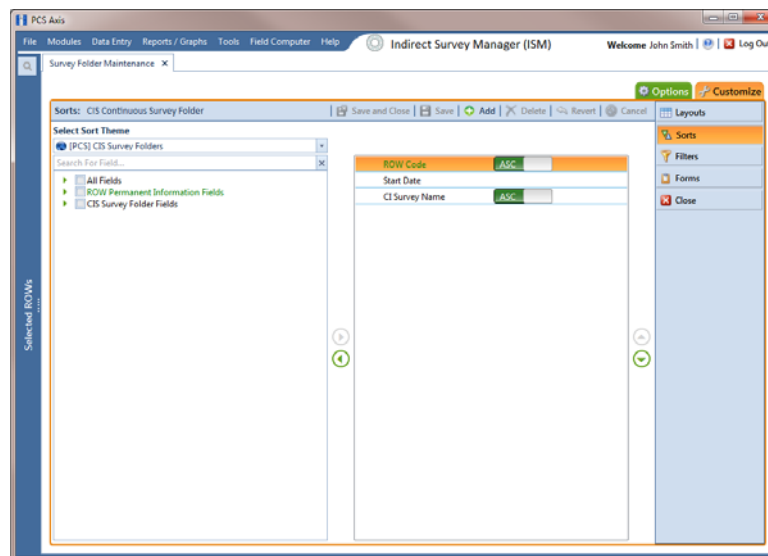 PCS Axis
File Modules Data Entry Reports / Graphs Tools Field Computer Help Indirect Survey Manager (ISM) Welcome John Smith Log Ou
Survey Folder Maintenance
Options Customize
Sorts: CIS Continuous Survey Folder Save and Close Save Add Delete Revert Cancel
Select Sort Theme
[PCS] CIS Survey Folders
Search For Field...
All Fields
ROW Permanent Information Fields
CIS Survey Folder Fields
ROW Code ASC
Start Date
CI Survey Name ASC
Layouts
Sorts
Filters
Forms
Close
Selected ROWs